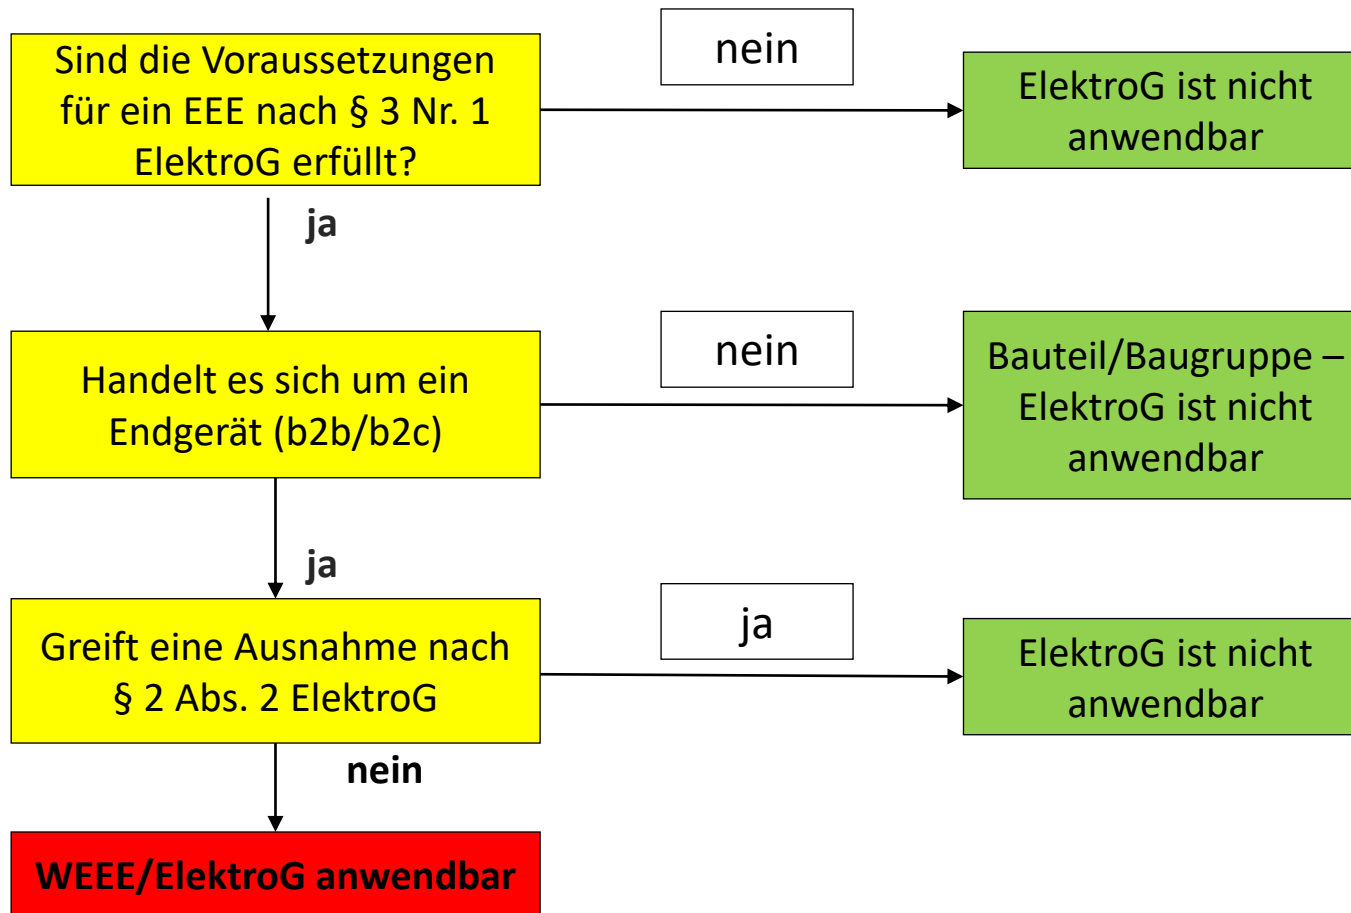 Sind die Voraussetzungen
für ein EEE nach § 3 Nr. 1
ElektroG erfüllt?
nein
ElektroG ist nicht
anwendbar
ja
Handelt es sich um ein
Endgerät (b2b/b2c)
nein
Bauteil/Baugruppe –
ElektroG ist nicht
anwendbar
ja
Greift eine Ausnahme nach
§ 2 Abs. 2 ElektroG
ja
ElektroG ist nicht
anwendbar
nein
WEEE/ElektroG anwendbar